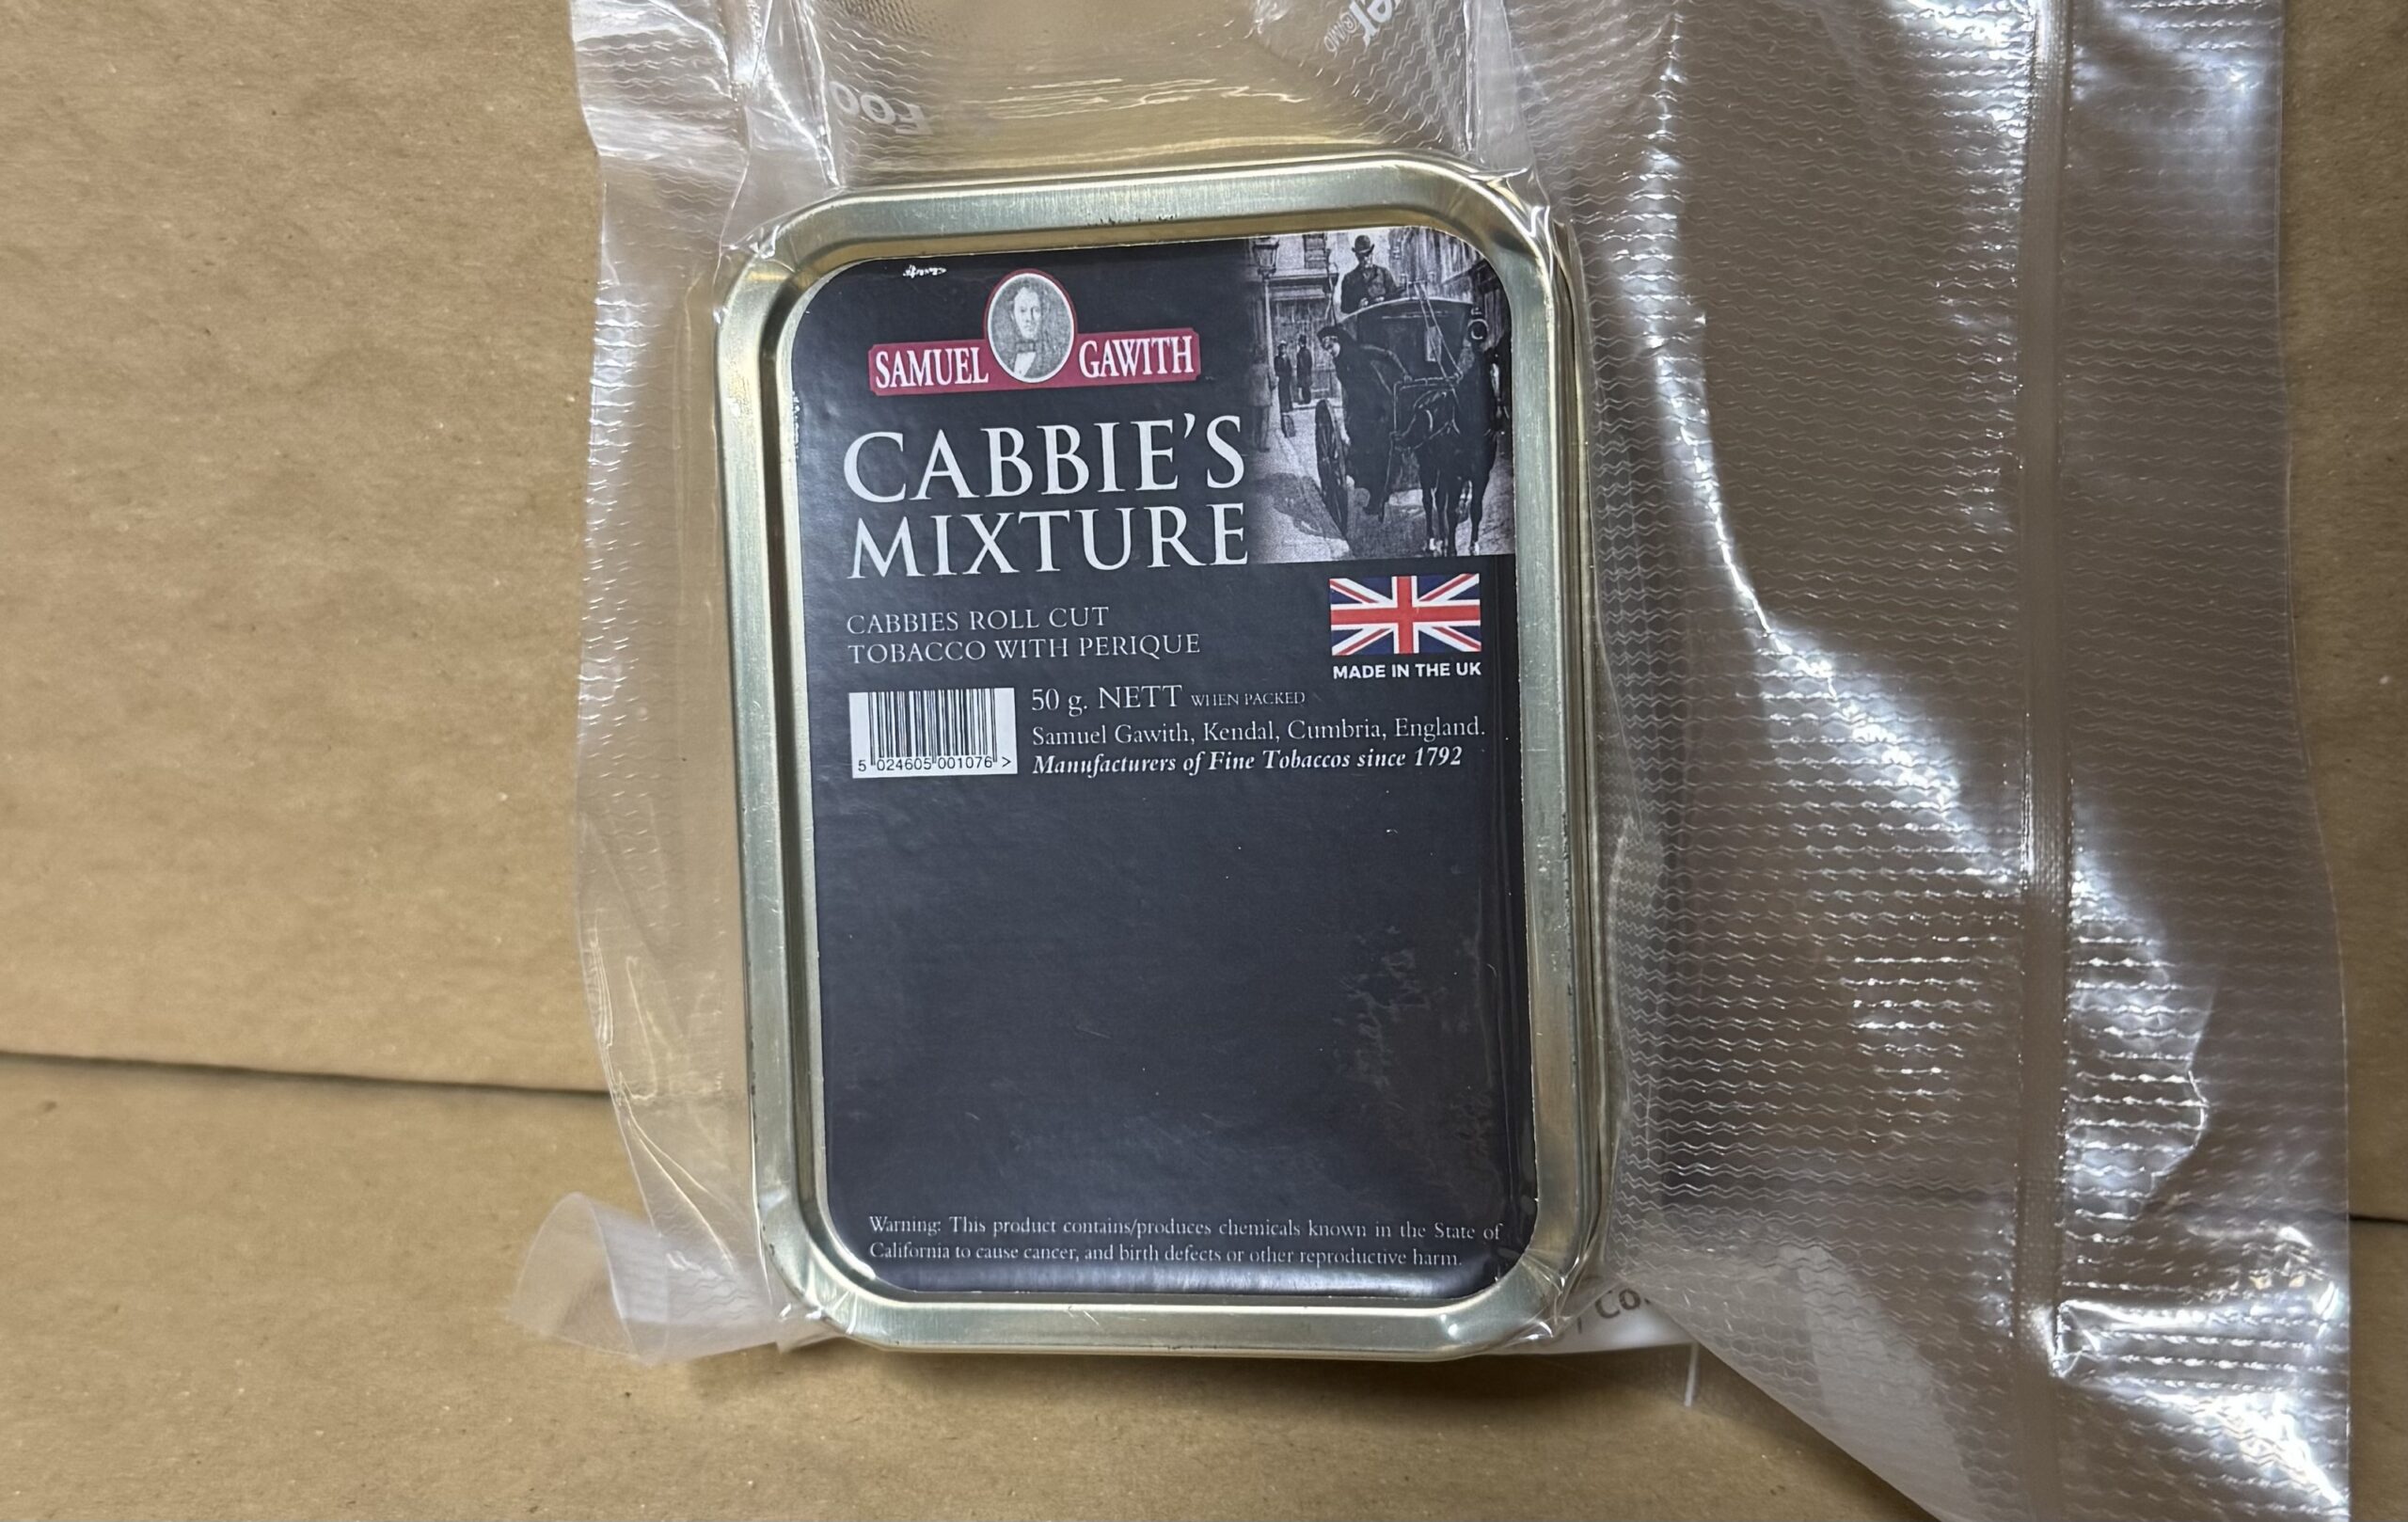 SAMUEL GAWITH
CABBIE'S
MIXTURE
CABBIES ROLL CUT
TOBACCO WITH PERIQUE
MADE IN THE UK
50 g. NETT WHEN PACKED
Samuel Gawith, Kendal, Cumbria, England.
Manufacturers of Fine Tobaccos since 1792
5 024605 001076 >
Warning: This product contains/produces chemicals known in the State of
California to cause cancer, and birth defects or other reproductive harm.